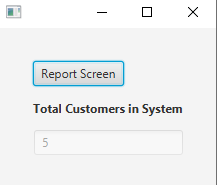 Report Screen
Total Customers in System
5